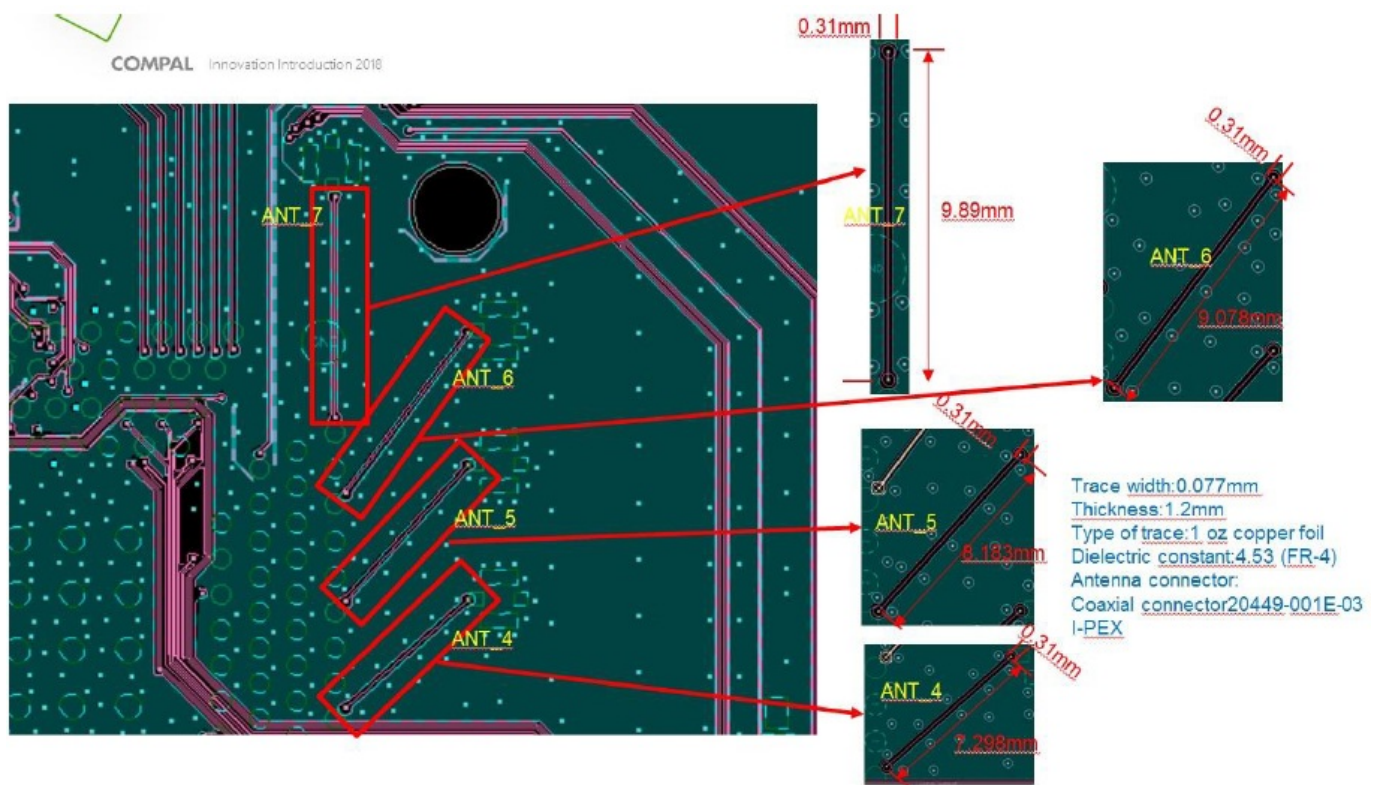 COMPAL Innovation Introduction 2018
0.31mm
ANT_7
9.89mm
ANT_7
0.31mm
ANT_6
9.078mm
ANT_6
0.31mm
ANT_5
8.183mm
ANT_5
0.31mm
ANT_4
7.298mm
ANT_4
Trace width:0.077mm
Thickness:1.2mm
Type of trace:1 oz copper foil
Dielectric constant:4.53 (FR-4)
Antenna connector:
Coaxial connector20449-001E-03
I-PEX